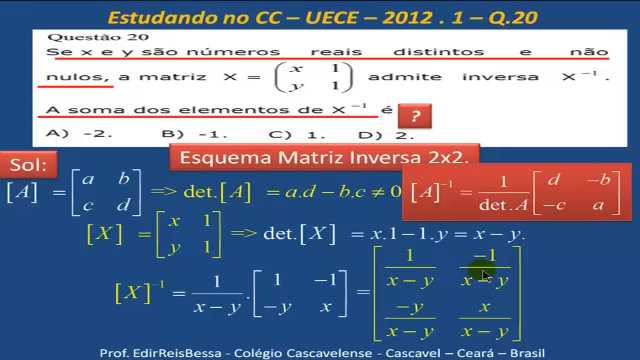 Estudando no CC – UECE – 2012 . 1 – Q.20
Questão 20
Se x e y são números reais distintos e não
nulos, a matriz X = ( x 1 ; y 1 ) admite inversa X⁻¹.
A soma dos elementos de X⁻¹ é ?
A) -2. B) -1. C) 1. D) 2.
Sol:
Esquema Matriz Inversa 2x2.
[A] = [ a b ; c d ] => det.[A] = a.d – b.c ≠ 0
[A]⁻¹ = 1/det.A [ d –b ; –c a ]
[X] = [ x 1 ; y 1 ] => det.[X] = x.1 – 1.y = x – y.
[X]⁻¹ = 1/(x – y) . [ 1 –1 ; –y x ] = [ 1/(x – y) –1/(x – y) ; –y/(x – y) x/(x – y) ]
Prof. EdirReisBessa - Colégio Cascavelense - Cascavel – Ceará – Brasil